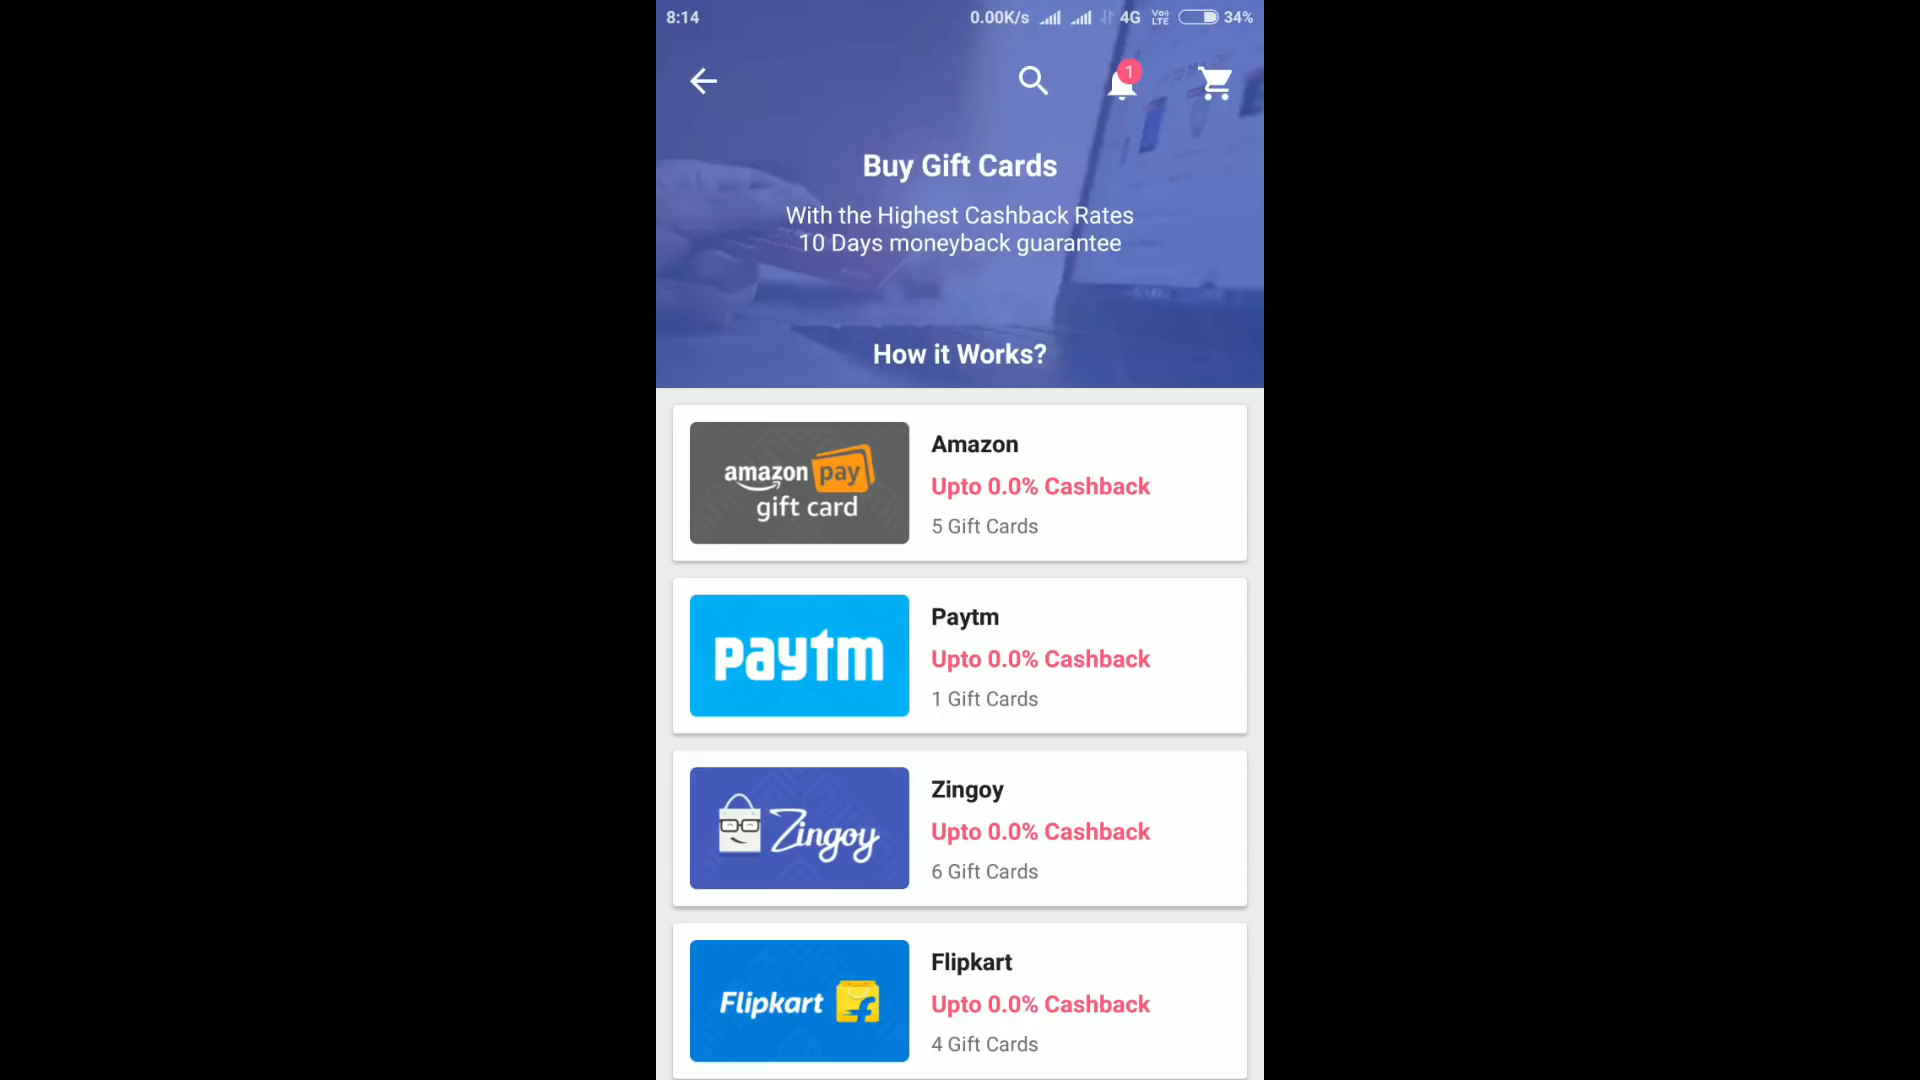 8:14 0.00K/s 4G Vo) LTE 34%
1
Buy Gift Cards
With the Highest Cashback Rates
10 Days moneyback guarantee
How it Works?
amazon pay
gift card
Amazon
Upto 0.0% Cashback
5 Gift Cards
paytm
Paytm
Upto 0.0% Cashback
1 Gift Cards
Zingoy
Zingoy
Upto 0.0% Cashback
6 Gift Cards
Flipkart
Flipkart
Upto 0.0% Cashback
4 Gift Cards